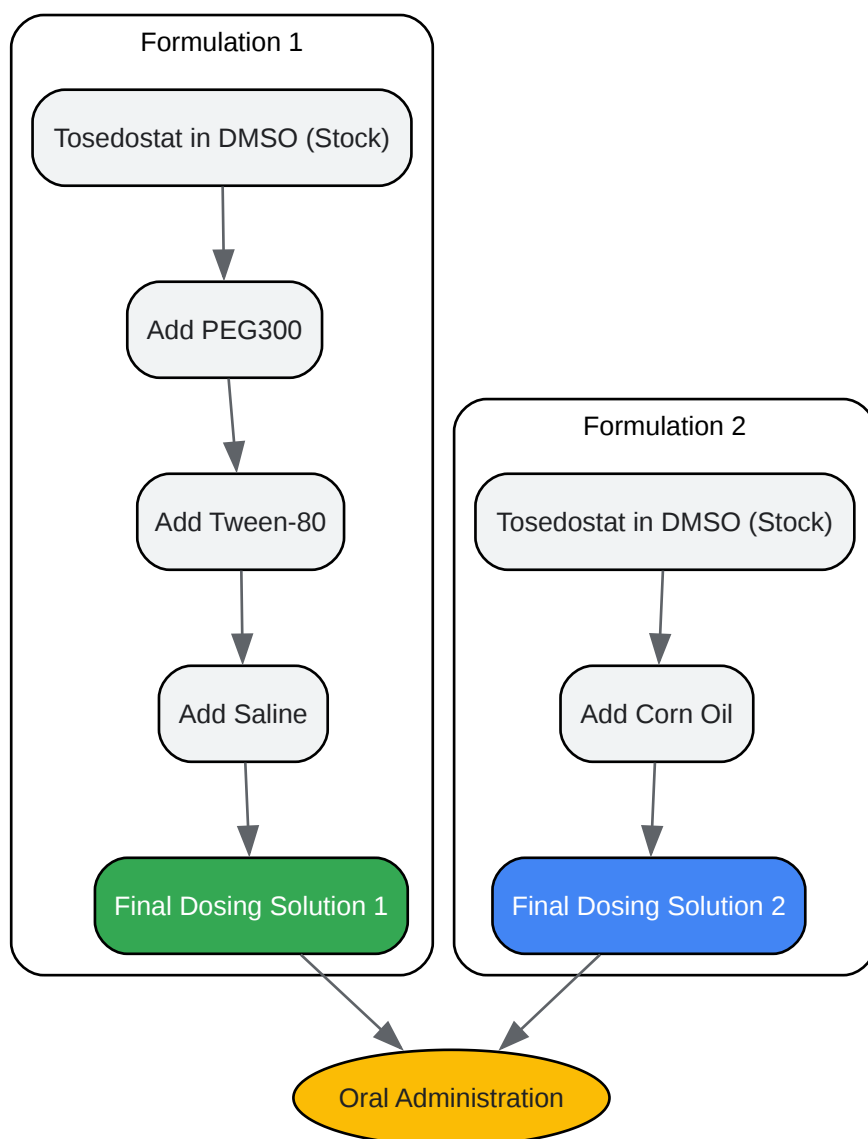 Formulation 1
Tosedostat in DMSO (Stock)
Add PEG300
Add Tween-80
Add Saline
Final Dosing Solution 1
Formulation 2
Tosedostat in DMSO (Stock)
Add Corn Oil
Final Dosing Solution 2
Oral Administration